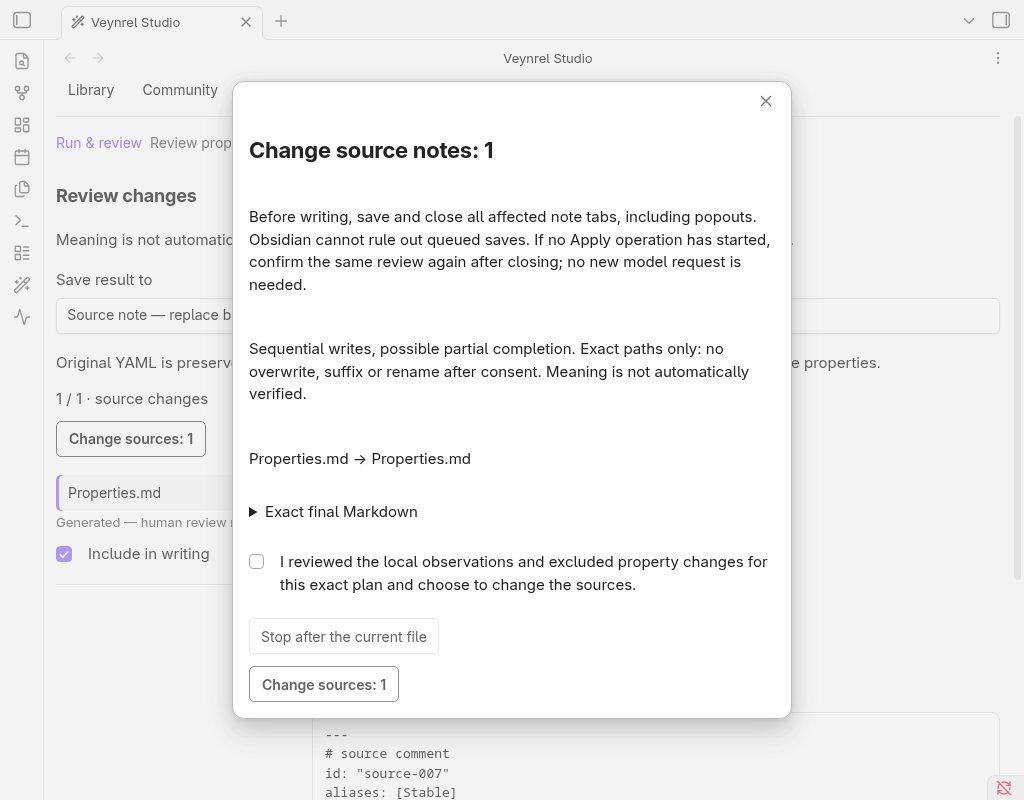 Veynrel Studio
Veynrel Studio
Library Community
Run & review Review prop
Review changes
Meaning is not automatic
Save result to
Source note — replace b
Original YAML is preserv
e properties.
1 / 1 · source changes
Change sources: 1
Properties.md
Generated — human review r
Include in writing
Change source notes: 1
Before writing, save and close all affected note tabs, including popouts.
Obsidian cannot rule out queued saves. If no Apply operation has started,
confirm the same review again after closing; no new model request is
needed.
Sequential writes, possible partial completion. Exact paths only: no
overwrite, suffix or rename after consent. Meaning is not automatically
verified.
Properties.md → Properties.md
Exact final Markdown
I reviewed the local observations and excluded property changes for
this exact plan and choose to change the sources.
Stop after the current file
Change sources: 1
---
# source comment
id: "source-007"
aliases: [Stable]